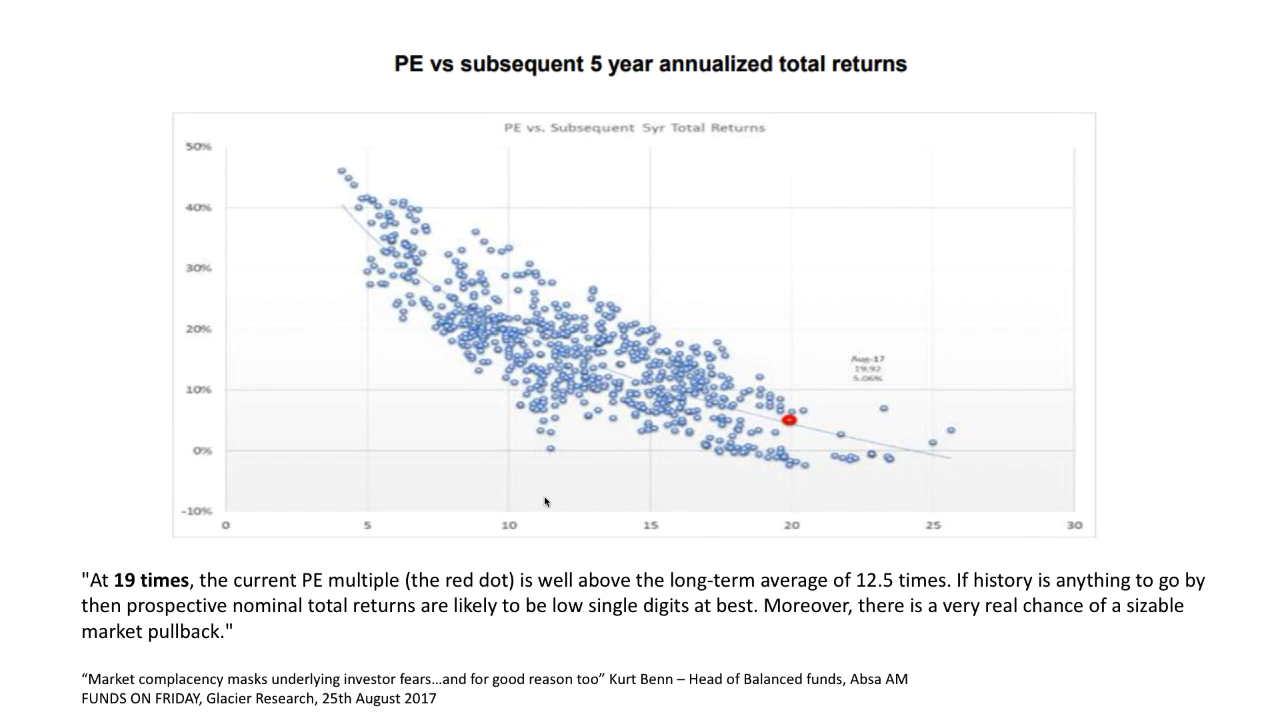 PE vs subsequent 5 year annualized total returns
PE vs. Subsequent 5yr Total Returns
50%
40%
30%
20%
10%
0%
-10%
Aug-17
19.92
5.06%
0 5 10 15 20 25 30
"At 19 times, the current PE multiple (the red dot) is well above the long-term average of 12.5 times. If history is anything to go by
then prospective nominal total returns are likely to be low single digits at best. Moreover, there is a very real chance of a sizable
market pullback."
“Market complacency masks underlying investor fears…and for good reason too” Kurt Benn – Head of Balanced funds, Absa AM
FUNDS ON FRIDAY, Glacier Research, 25th August 2017